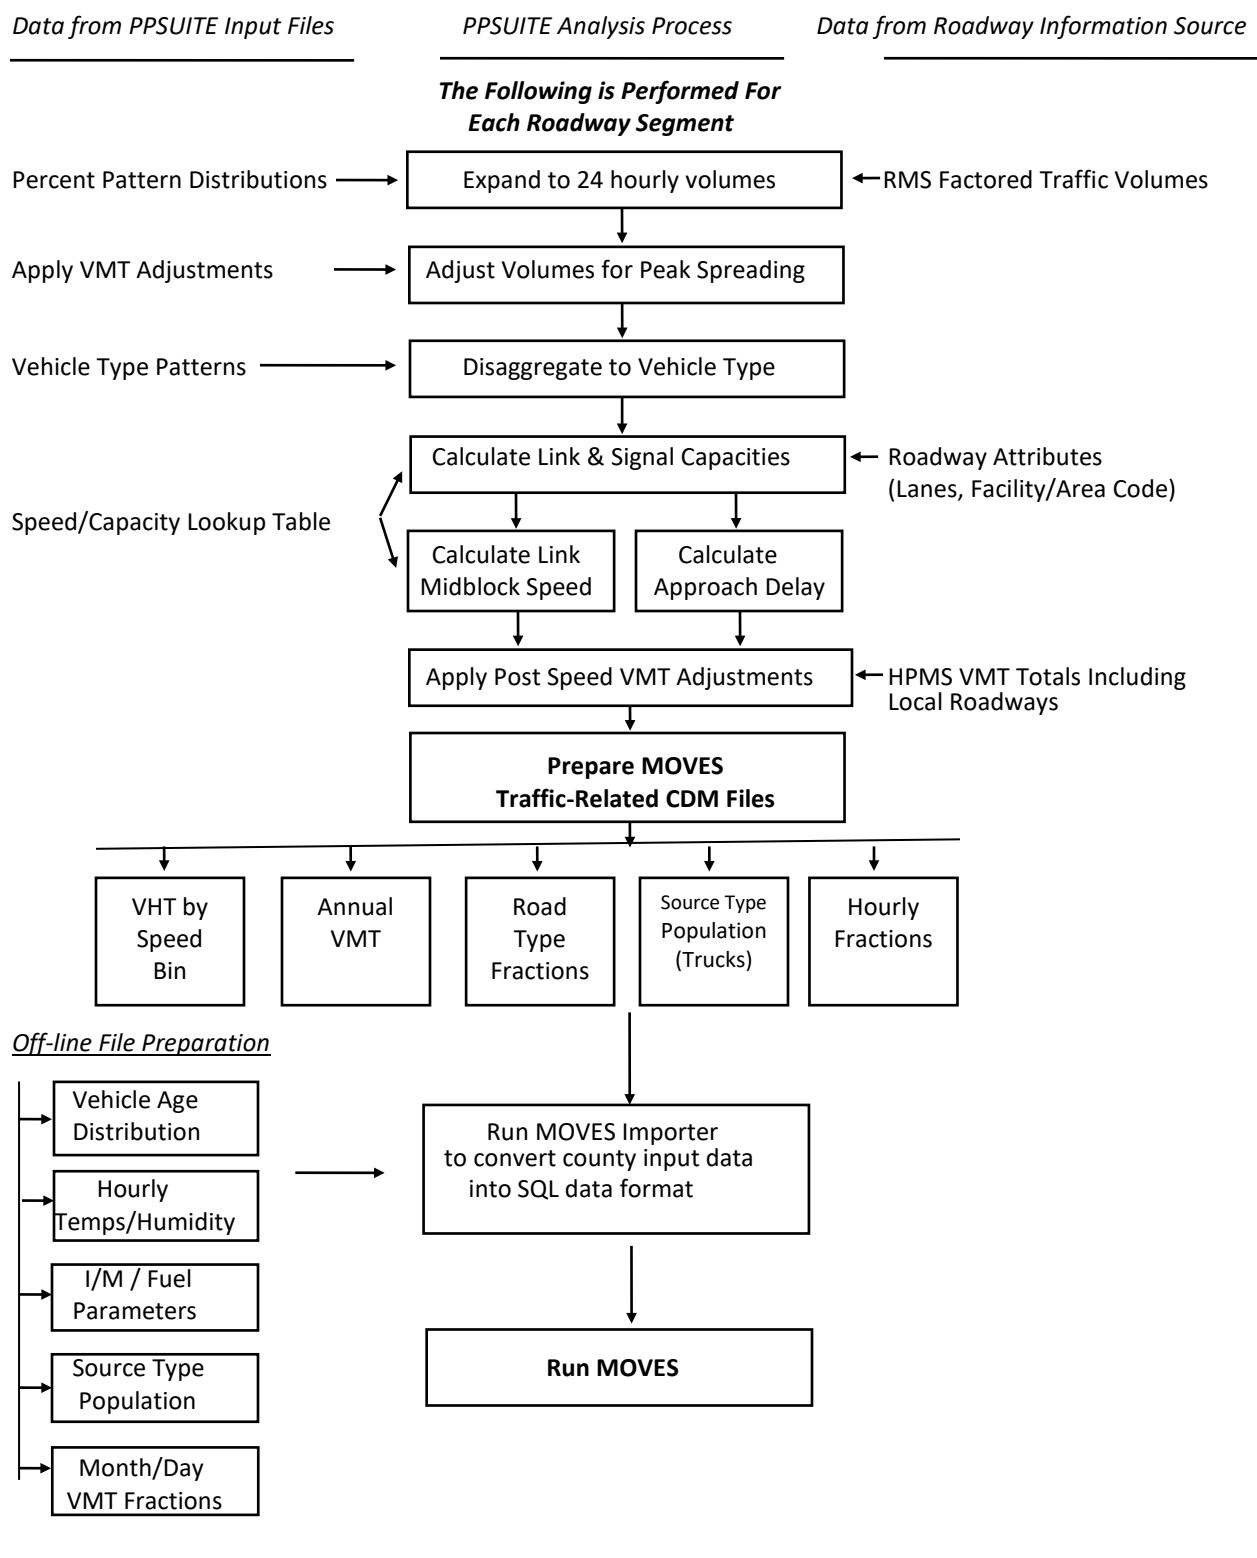 Data from PPSUITE Input Files
PPSUITE Analysis Process
Data from Roadway Information Source
The Following is Performed For
Each Roadway Segment
Percent Pattern Distributions
Expand to 24 hourly volumes
RMS Factored Traffic Volumes
Apply VMT Adjustments
Adjust Volumes for Peak Spreading
Vehicle Type Patterns
Disaggregate to Vehicle Type
Calculate Link & Signal Capacities
Roadway Attributes
(Lanes, Facility/Area Code)
Speed/Capacity Lookup Table
Calculate Link
Midblock Speed
Calculate
Approach Delay
Apply Post Speed VMT Adjustments
HPMS VMT Totals Including
Local Roadways
Prepare MOVES
Traffic-Related CDM Files
VHT by
Speed
Bin
Annual
VMT
Road
Type
Fractions
Source Type
Population
(Trucks)
Hourly
Fractions
Off-line File Preparation
Vehicle Age
Distribution
Hourly
Temps/Humidity
I/M / Fuel
Parameters
Source Type
Population
Month/Day
VMT Fractions
Run MOVES Importer
to convert county input data
into SQL data format
Run MOVES